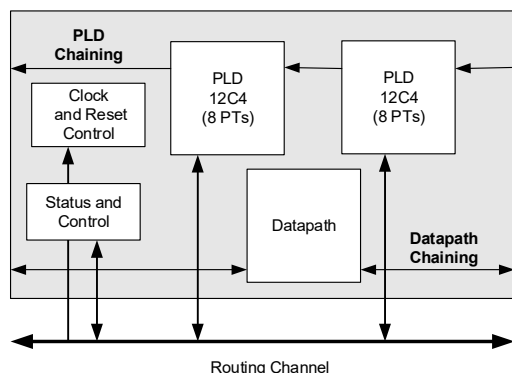 PLD
Chaining
PLD
12C4
(8 PTs)
PLD
12C4
(8 PTs)
Clock
and Reset
Control
Status and
Control
Datapath
Datapath
Chaining
Routing Channel